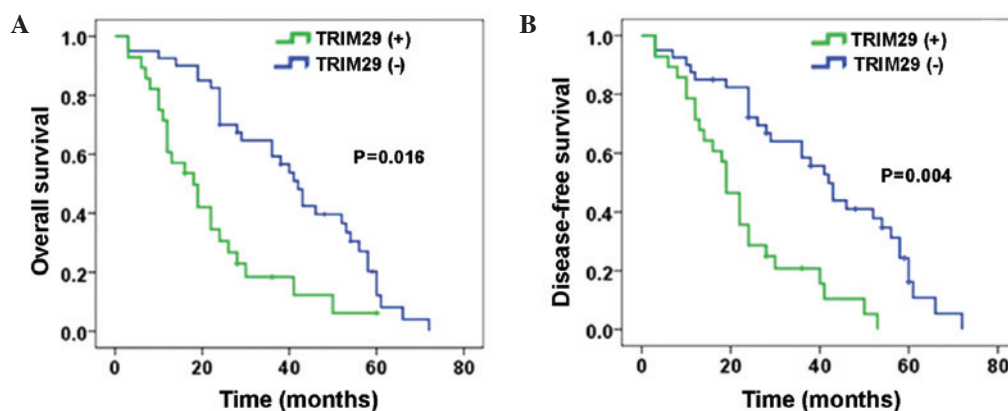 A
Overall survival
1.0
0.8
0.6
0.4
0.2
0.0
TRIM29 (+)
TRIM29 (-)
P=0.016
0 20 40 60 80
Time (months)
B
Disease-free survival
1.0
0.8
0.6
0.4
0.2
0.0
TRIM29 (+)
TRIM29 (-)
P=0.004
0 20 40 60 80
Time (months)